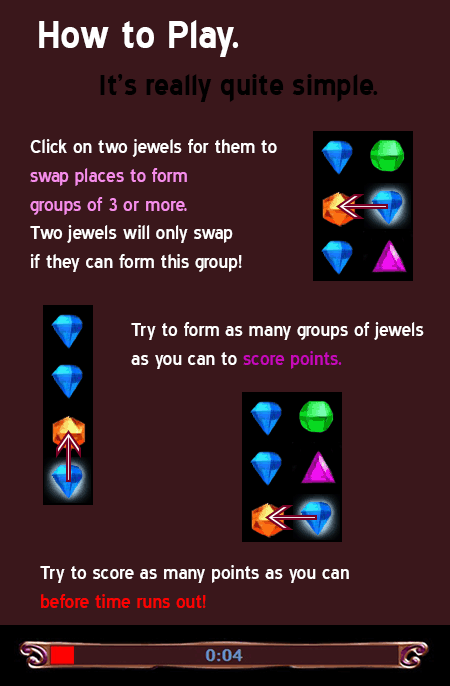 How to Play.
It's really quite simple.
Click on two jewels for them to
swap places to form
groups of 3 or more.
Two jewels will only swap
if they can form this group!
Try to form as many groups of jewels
as you can to score points.
Try to score as many points as you can
before time runs out!
0:04